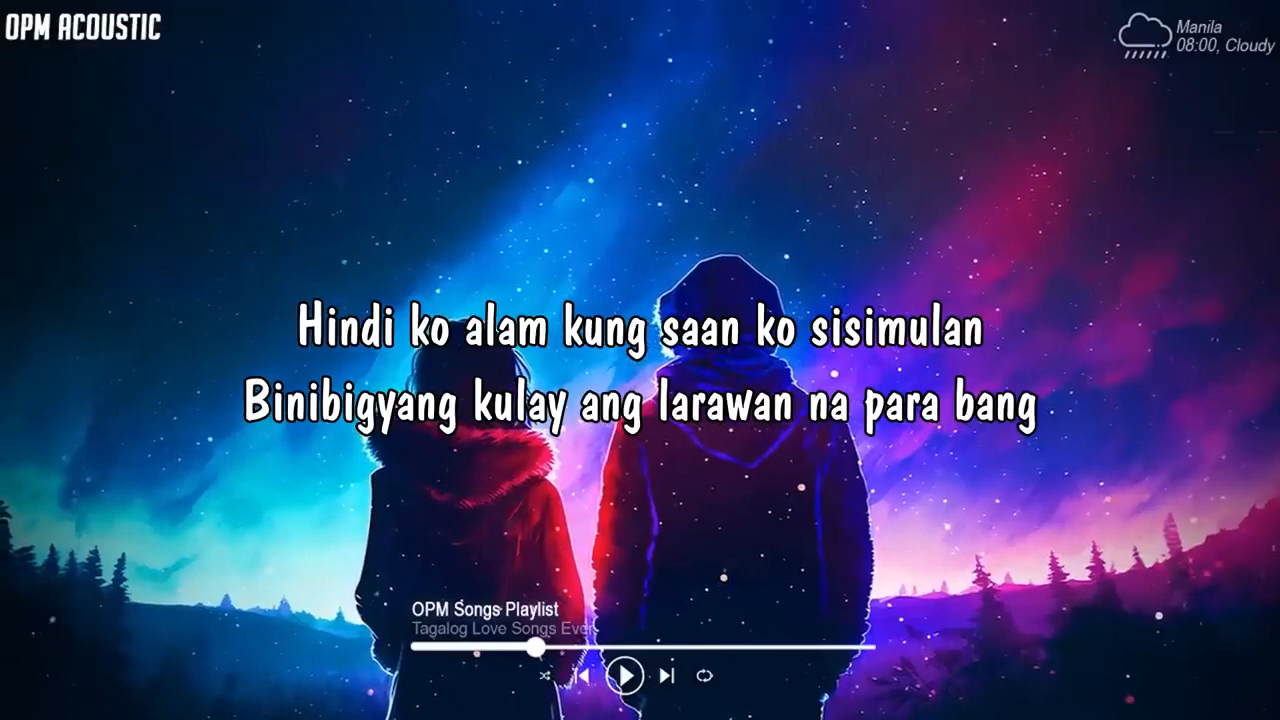 OPM ACOUSTIC
Manila
08:00, Cloudy
Hindi ko alam kung saan ko sisimulan
Binibigyang kulay ang larawan na para bang
OPM Songs Playlist
Tagalog Love Songs Ever